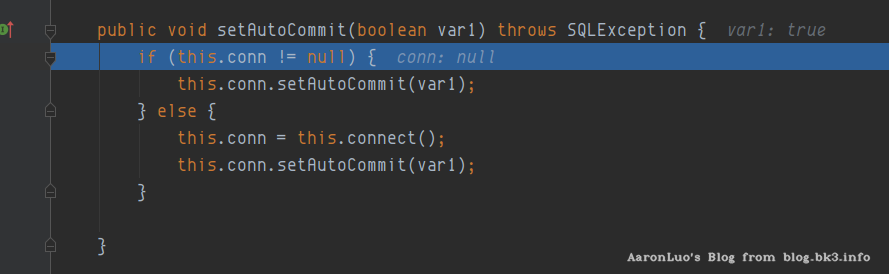 public void setAutoCommit(boolean var1) throws SQLException {  var1: true
if (this.conn != null) {  conn: null
this.conn.setAutoCommit(var1);
} else {
this.conn = this.connect();
this.conn.setAutoCommit(var1);
}
}
AaronLuo's Blog from blog.bk3.info